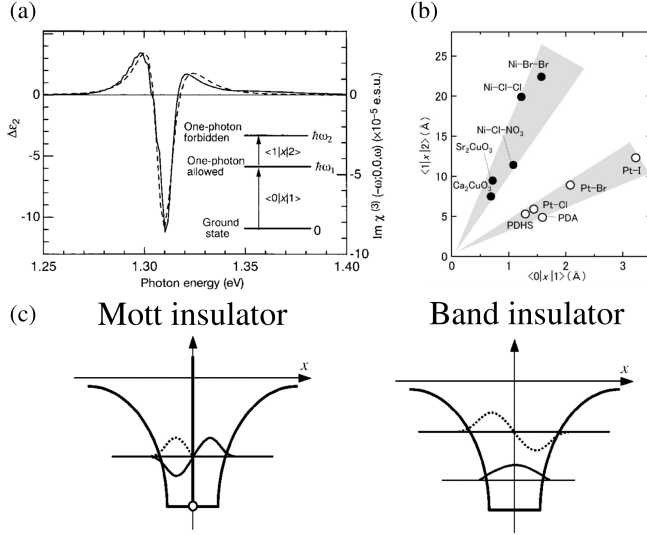 (a)
Δε₂
0
-5
-10
1.25
1.30
1.35
1.40
Photon energy (eV)
0
-5
-10
Im χ⁽³⁾ (-ω;0,0,ω) (×10⁻⁵ e.s.u.)
One-photon
forbidden
ħω₂
<1|x|2>
One-photon
allowed
ħω₁
<0|x|1>
Ground
state
0
(b)
<1|x|2> (Å)
30
25
20
15
10
5
0
0
1
2
3
<0|x|1> (Å)
Ni-Br-Br
Ni-Cl-Cl
Ni-Cl-NO₃
Sr₂CuO₃
Ca₂CuO₃
Pt-I
Pt-Br
Pt-Cl
PDHS
PDA
(c)
Mott insulator
Band insulator
x
x